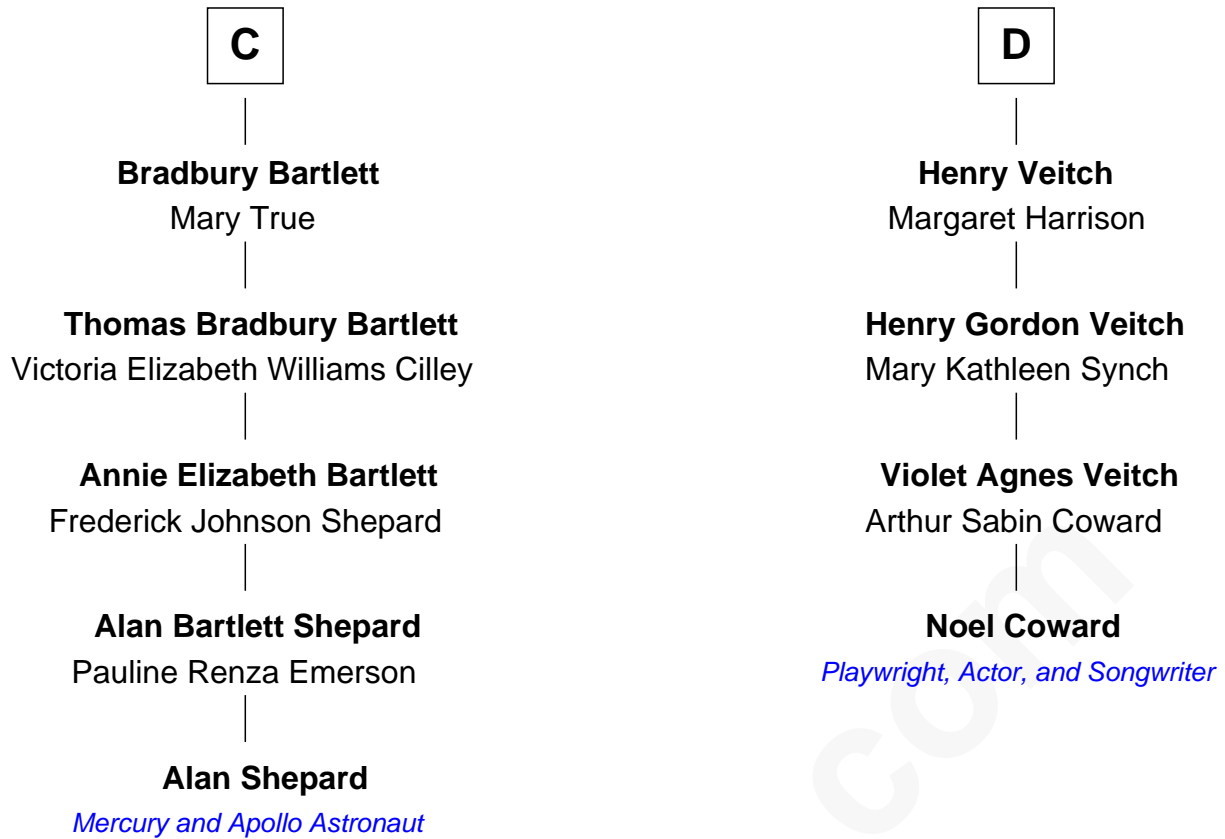 C
Bradbury Bartlett
Mary True
Thomas Bradbury Bartlett
Victoria Elizabeth Williams Cilley
Annie Elizabeth Bartlett
Frederick Johnson Shepard
Alan Bartlett Shepard
Pauline Renza Emerson
Alan Shepard
Mercury and Apollo Astronaut
D
Henry Veitch
Margaret Harrison
Henry Gordon Veitch
Mary Kathleen Synch
Violet Agnes Veitch
Arthur Sabin Coward
Noel Coward
Playwright, Actor, and Songwriter
com